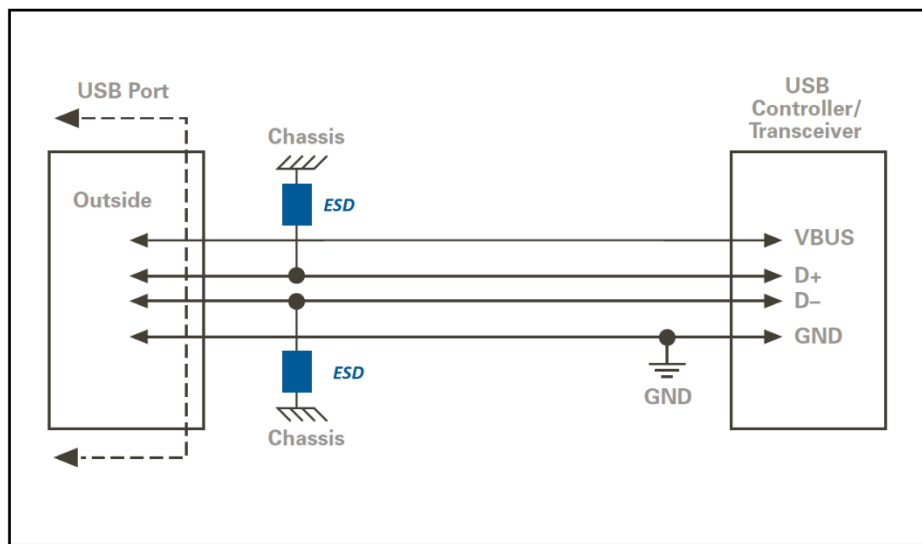 USB Port
USB
Controller/
Transceiver
Chassis
Outside
ESD
VBUS
D+
D–
GND
ESD
GND
Chassis